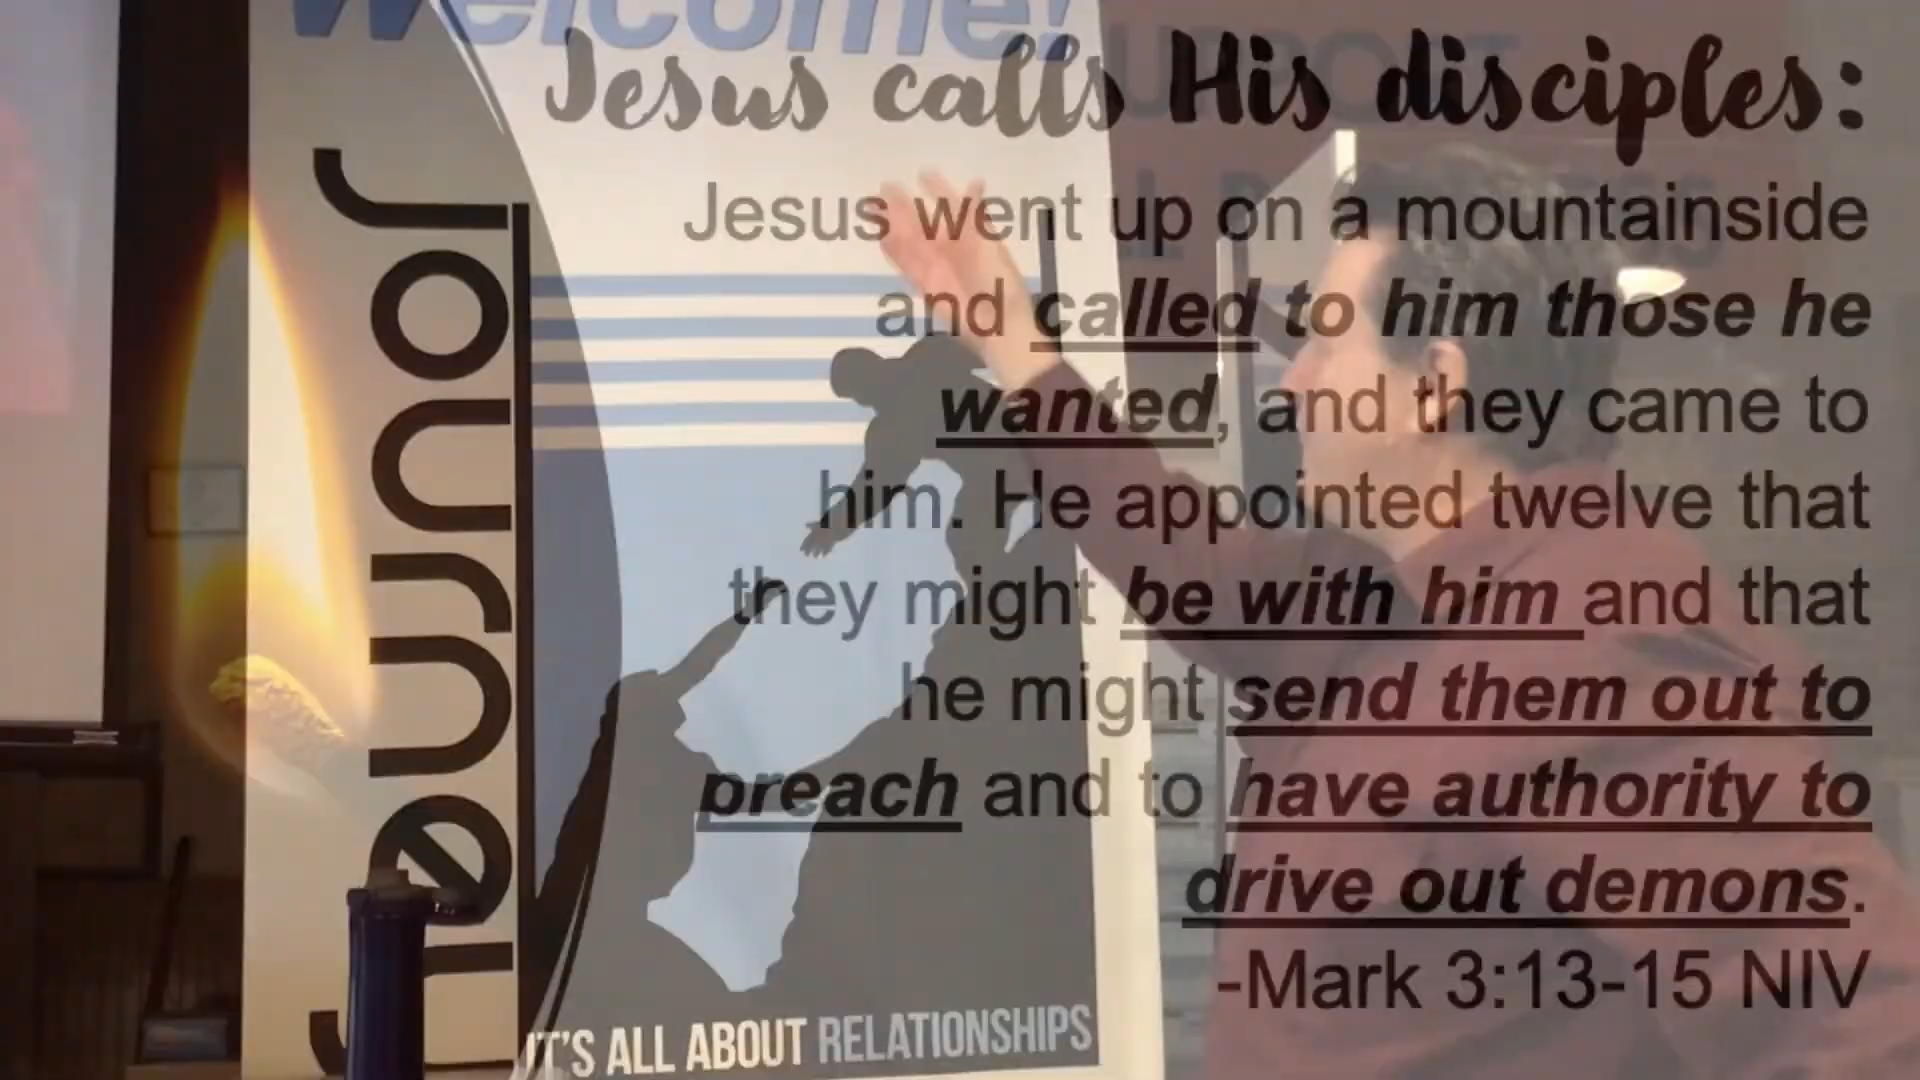 Welcome!
Jesus calls His disciples:
Jesus went up on a mountainside
and called to him those he
wanted, and they came to
him. He appointed twelve that
they might be with him and that
he might send them out to
preach and to have authority to
drive out demons.
-Mark 3:13-15 NIV
IT'S ALL ABOUT RELATIONSHIPS